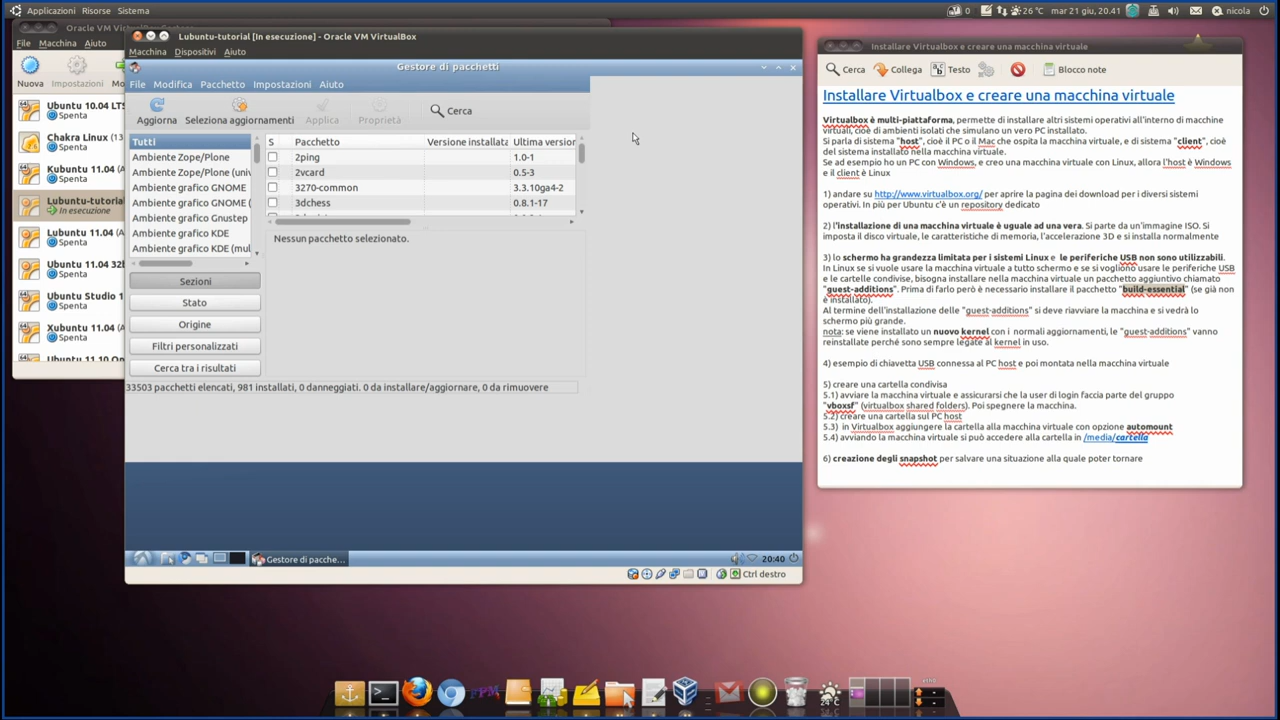 Applicazioni Risorse Sistema
0
26 °C mar 21 giu, 20.41 nicola
File Macchina Aiuto
Nuova Impostazioni
Ubuntu 10.04 LTS
Spenta
Chakra Linux (13
Spenta
Kubuntu 11.04 (A
Spenta
Lubuntu-tutorial
In esecuzione
Lubuntu 11.04 (A
Spenta
Ubuntu 11.04 32b
Spenta
Ubuntu Studio 1
Spenta
Xubuntu 11.04 (A
Spenta
Lubuntu-tutorial [In esecuzione] - Oracle VM VirtualBox
Macchina Dispositivi Aiuto
Gestore di pacchetti
File Modifica Pacchetto Impostazioni Aiuto
Aggiorna Seleziona aggiornamenti Applica Proprietà Cerca
Tutti
Ambiente Zope/Plone
Ambiente Zope/Plone (univ
Ambiente grafico GNOME
Ambiente grafico GNOME (
Ambiente grafico Gnustep
Ambiente grafico KDE
Ambiente grafico KDE (mul
S Pacchetto Versione installata Ultima version
2ping 1.0-1
2vcard 0.5-3
3270-common 3.3.10ga4-2
3dchess 0.8.1-17
Nessun pacchetto selezionato.
Sezioni
Stato
Origine
Filtri personalizzati
Cerca tra i risultati
33503 pacchetti elencati, 981 installati, 0 danneggiati. 0 da installare/aggiornare, 0 da rimuovere
Gestore di pacche...
20:40
Ctrl destro
Installare Virtualbox e creare una macchina virtuale
Cerca Collega Testo Blocco note
Installare Virtualbox e creare una macchina virtuale
Virtualbox è multi-piattaforma, permette di installare altri sistemi operativi all'interno di macchine
virtuali, cioè di ambienti isolati che simulano un vero PC installato.
Si parla di sistema "host", cioè il PC o il Mac che ospita la macchina virtuale, e di sistema "client", cioè
del sistema installato nella macchina virtuale.
Se ad esempio ho un PC con Windows, e creo una macchina virtuale con Linux, allora l'host è Windows
e il client è Linux
1) andare su http://www.virtualbox.org/ per aprire la pagina dei download per i diversi sistemi
operativi. In più per Ubuntu c'è un repository dedicato
2) l'installazione di una macchina virtuale è uguale ad una vera. Si parte da un'immagine ISO. Si
imposta il disco virtuale, le caratteristiche di memoria, l'accelerazione 3D e si installa normalmente
3) lo schermo ha grandezza limitata per i sistemi Linux e le periferiche USB non sono utilizzabili.
In Linux se si vuole usare la macchina virtuale a tutto schermo e se si vogliono usare le periferiche USB
e le cartelle condivise, bisogna installare nella macchina virtuale un pacchetto aggiuntivo chiamato
"guest-additions". Prima di farlo però è necessario installare il pacchetto "build-essential" (se già non
è installato).
Al termine dell'installazione delle "guest-additions" si deve riavviare la macchina e si vedrà lo
schermo più grande.
nota: se viene installato un nuovo kernel con i normali aggiornamenti, le "guest-additions" vanno
reinstallate perché sono sempre legate al kernel in uso.
4) esempio di chiavetta USB connessa al PC host e poi montata nella macchina virtuale
5) creare una cartella condivisa
5.1) avviare la macchina virtuale e assicurarsi che la user di login faccia parte del gruppo
"vboxsf" (virtualbox shared folders). Poi spegnere la macchina.
5.2) creare una cartella sul PC host
5.3) in Virtualbox aggiungere la cartella alla macchina virtuale con opzione automount
5.4) avviando la macchina virtuale si può accedere alla cartella in /media/cartella
6) creazione degli snapshot per salvare una situazione alla quale poter tornare
24°C